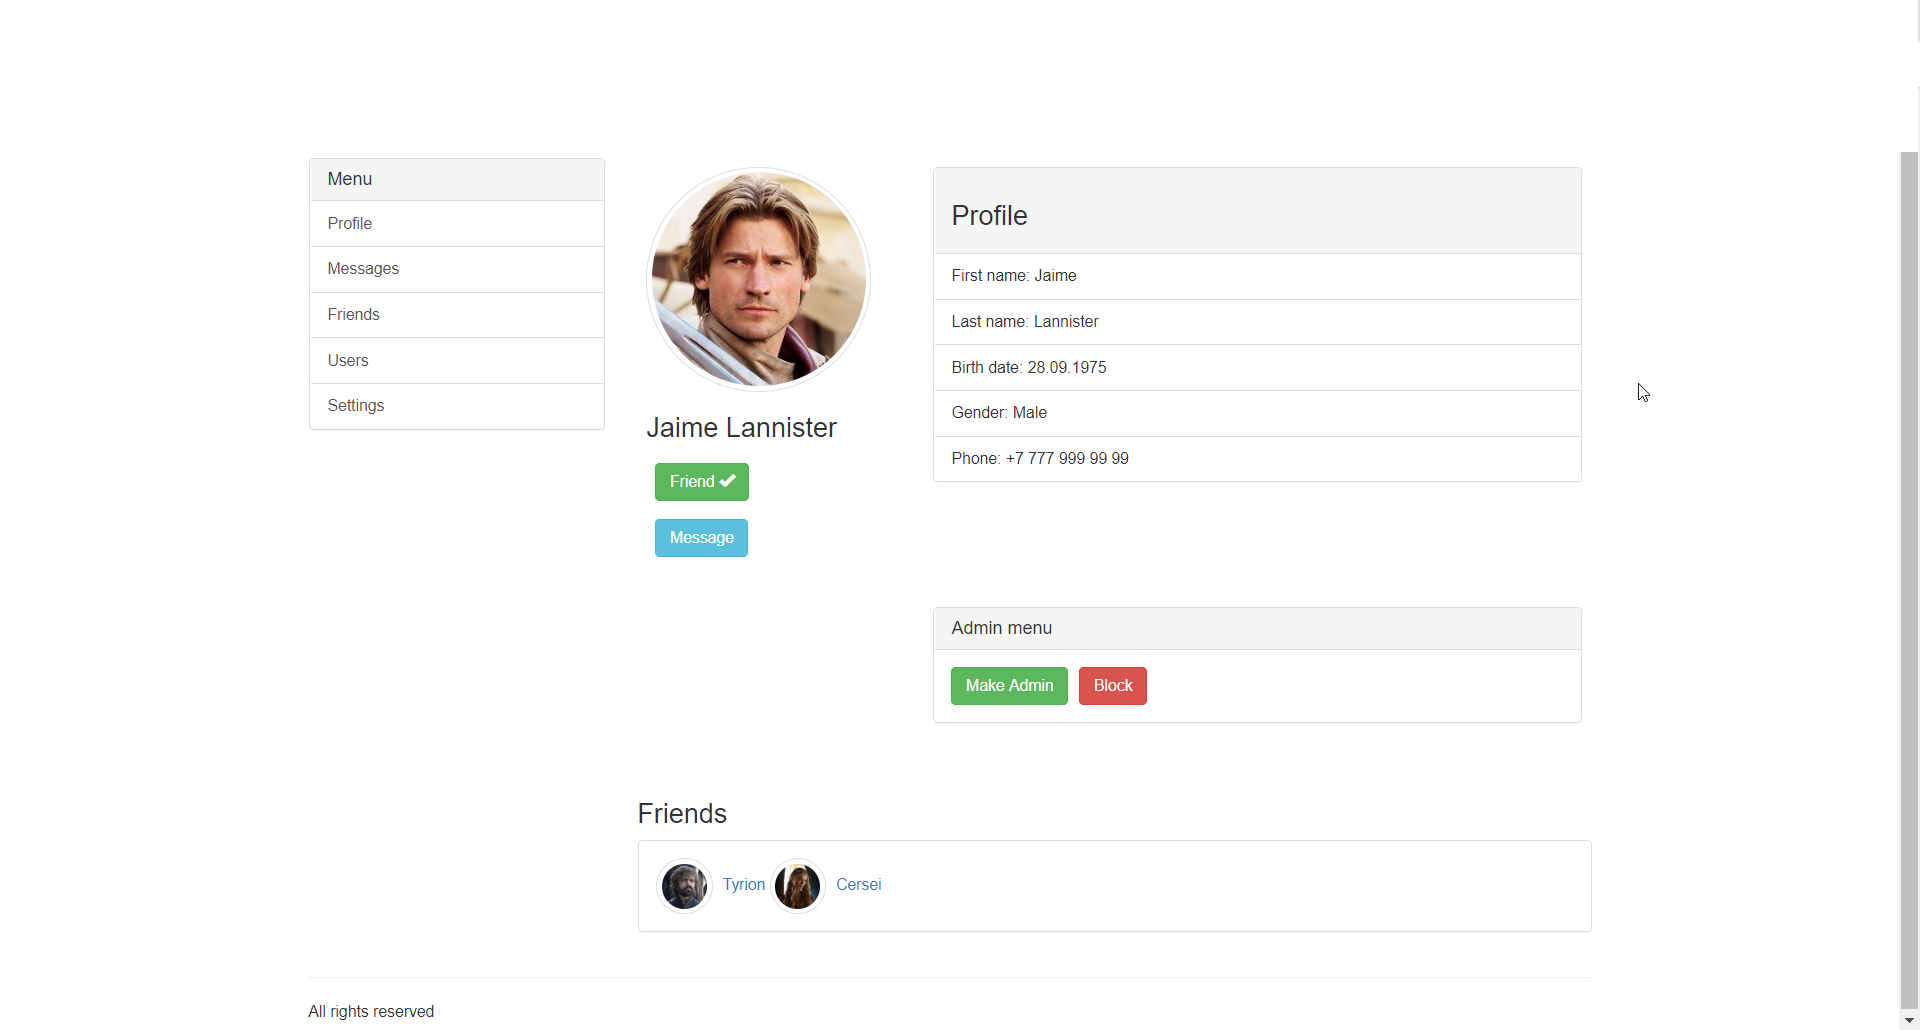 Menu
Profile
Messages
Friends
Users
Settings
Jaime Lannister
Friend
Message
Profile
First name: Jaime
Last name: Lannister
Birth date: 28.09.1975
Gender: Male
Phone: +7 777 999 99 99
Admin menu
Make Admin Block
Friends
Tyrion Cersei
All rights reserved